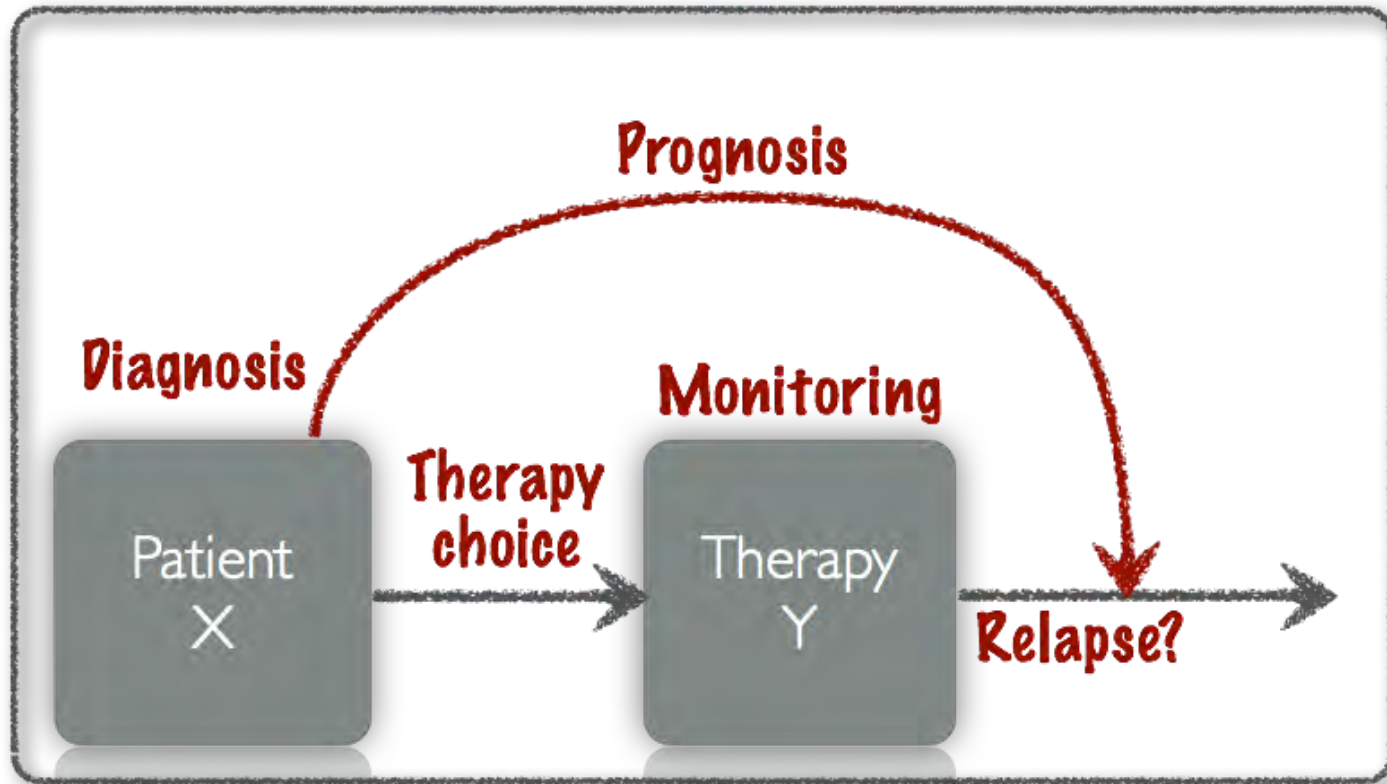 Prognosis
Diagnosis
Monitoring
Therapy
choice
Patient
X
Therapy
Y
Relapse?